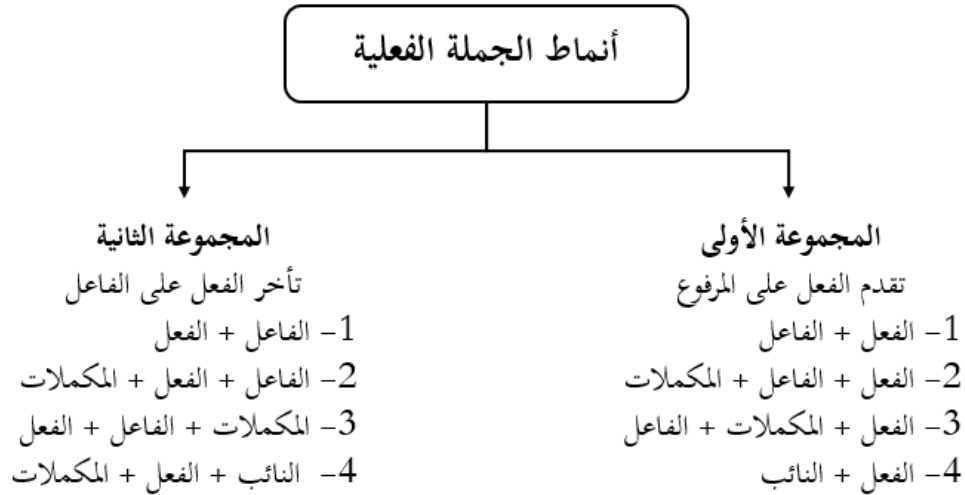 أنماط الجملة الفعلية
المجموعة الأولى
تقدم الفعل على المرفوع
1- الفعل + الفاعل
2- الفعل + الفاعل + المكملات
3- الفعل + المكملات + الفاعل
4- الفعل + النائب
المجموعة الثانية
تأخر الفعل على الفاعل
1- الفاعل + الفعل
2- الفاعل + الفعل + المكملات
3- المكملات + الفاعل + الفعل
4- النائب + الفعل + المكملات